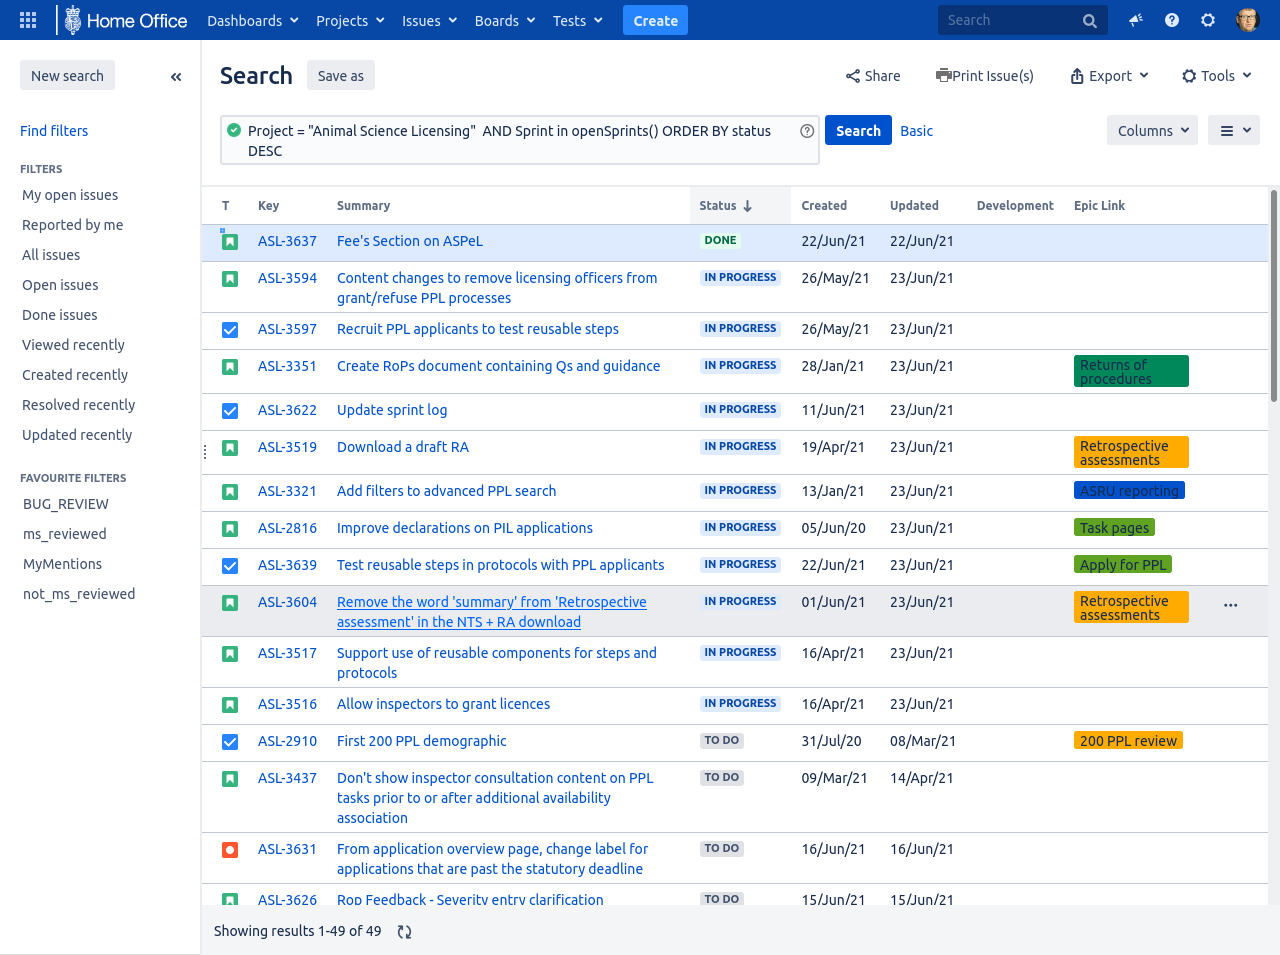 Home Office Dashboards Projects Issues Boards Tests Create Search
New search
Find filters
FILTERS
My open issues
Reported by me
All issues
Open issues
Done issues
Viewed recently
Created recently
Resolved recently
Updated recently
FAVOURITE FILTERS
BUG_REVIEW
ms_reviewed
MyMentions
not_ms_reviewed
Search Save as Share Print Issue(s) Export Tools
Project = "Animal Science Licensing"  AND Sprint in openSprints() ORDER BY status
DESC
Search Basic Columns
T Key Summary Status Created Updated Development Epic Link
ASL-3637 Fee's Section on ASPeL DONE 22/Jun/21 22/Jun/21
ASL-3594 Content changes to remove licensing officers from IN PROGRESS 26/May/21 23/Jun/21
grant/refuse PPL processes
ASL-3597 Recruit PPL applicants to test reusable steps IN PROGRESS 26/May/21 23/Jun/21
ASL-3351 Create RoPs document containing Qs and guidance IN PROGRESS 28/Jan/21 23/Jun/21 Returns of
procedures
ASL-3622 Update sprint log IN PROGRESS 11/Jun/21 23/Jun/21
ASL-3519 Download a draft RA IN PROGRESS 19/Apr/21 23/Jun/21 Retrospective
assessments
ASL-3321 Add filters to advanced PPL search IN PROGRESS 13/Jan/21 23/Jun/21 ASRU reporting
ASL-2816 Improve declarations on PIL applications IN PROGRESS 05/Jun/20 23/Jun/21 Task pages
ASL-3639 Test reusable steps in protocols with PPL applicants IN PROGRESS 22/Jun/21 23/Jun/21 Apply for PPL
ASL-3604 Remove the word 'summary' from 'Retrospective IN PROGRESS 01/Jun/21 23/Jun/21 Retrospective
assessment' in the NTS + RA download assessments
ASL-3517 Support use of reusable components for steps and IN PROGRESS 16/Apr/21 23/Jun/21
protocols
ASL-3516 Allow inspectors to grant licences IN PROGRESS 16/Apr/21 23/Jun/21
ASL-2910 First 200 PPL demographic TO DO 31/Jul/20 08/Mar/21 200 PPL review
ASL-3437 Don't show inspector consultation content on PPL TO DO 09/Mar/21 14/Apr/21
tasks prior to or after additional availability
association
ASL-3631 From application overview page, change label for TO DO 16/Jun/21 16/Jun/21
applications that are past the statutory deadline
ASL-3626 Rop Feedback - Severity entry clarification TO DO 15/Jun/21 15/Jun/21
Showing results 1-49 of 49